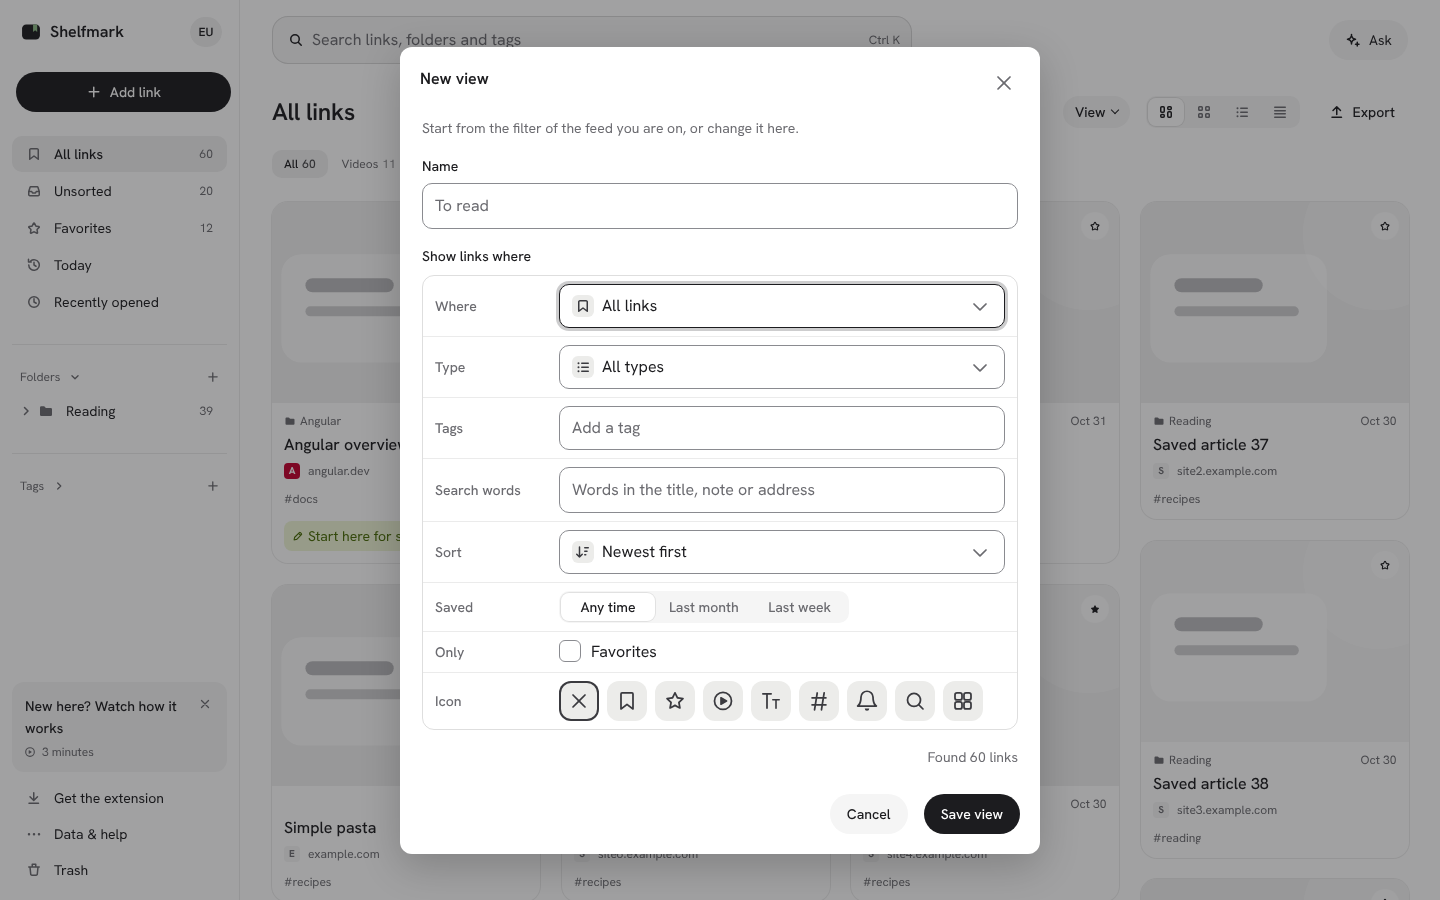 Shelfmark
EU
Add link
All links 60
Unsorted 20
Favorites 12
Today
Recently opened
Folders
Reading 39
Tags
New here? Watch how it
works
3 minutes
Get the extension
Data & help
Trash
Search links, folders and tags
Ctrl K
Ask
All links
View
Export
All 60
Videos 11
New view
Start from the filter of the feed you are on, or change it here.
Name
To read
Show links where
Where
All links
Type
All types
Tags
Add a tag
Search words
Words in the title, note or address
Sort
Newest first
Saved
Any time
Last month
Last week
Only
Favorites
Icon
Found 60 links
Cancel
Save view
Angular
Angular overview
A
angular.dev
#docs
Start here for s
Oct 31
Reading
Oct 30
Saved article 37
S
site2.example.com
#recipes
Simple pasta
E
example.com
#recipes
#recipes
Oct 30
site4.example.com
#recipes
Reading
Oct 30
Saved article 38
S
site3.example.com
#reading